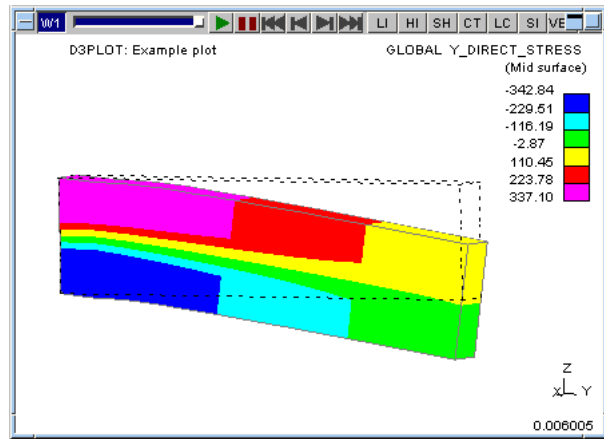 W1 LI HI SH CT LC SI VE
D3PLOT: Example plot
GLOBAL Y_DIRECT_STRESS
(Mid surface)
-342.84
-229.51
-116.19
-2.87
110.45
223.78
337.10
Z
X Y
0.006005